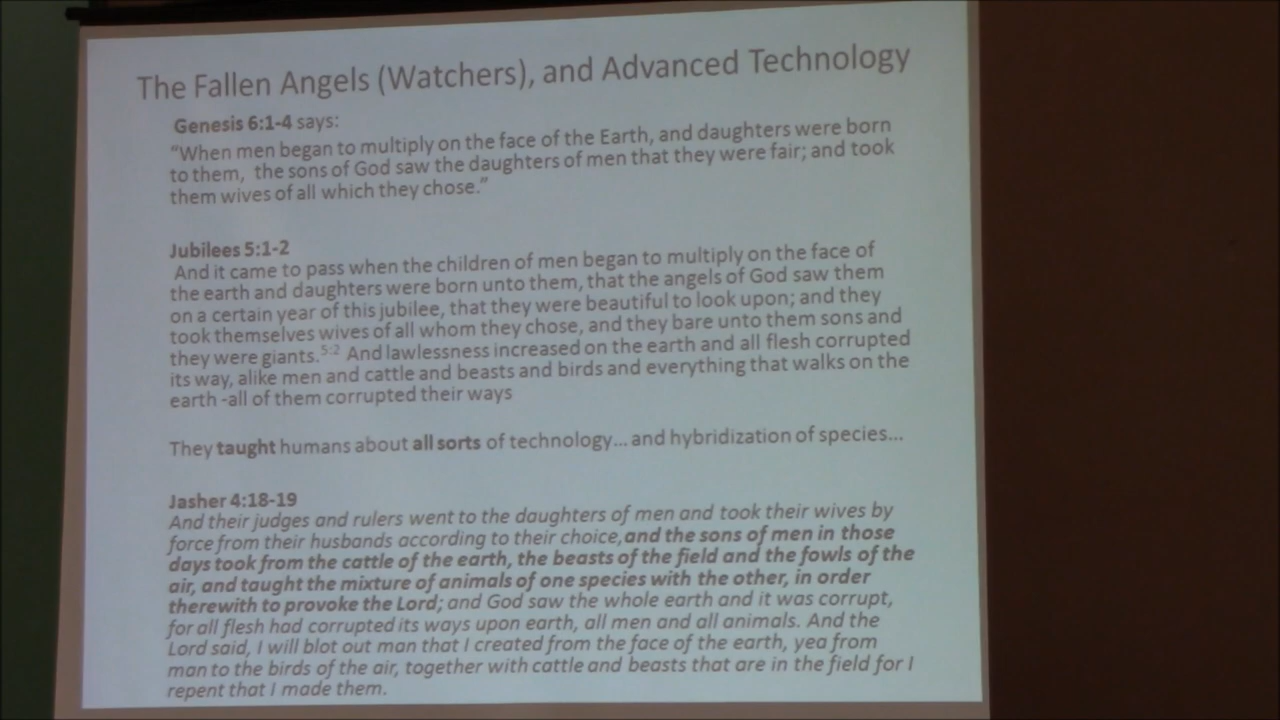 The Fallen Angels (Watchers), and Advanced Technology
Genesis 6:1-4 says:
“When men began to multiply on the face of the Earth, and daughters were born
to them, the sons of God saw the daughters of men that they were fair; and took
them wives of all which they chose.”
Jubilees 5:1-2
And it came to pass when the children of men began to multiply on the face of
the earth and daughters were born unto them, that the angels of God saw them
on a certain year of this jubilee, that they were beautiful to look upon; and they
took themselves wives of all whom they chose, and they bare unto them sons and
they were giants.5:2 And lawlessness increased on the earth and all flesh corrupted
its way, alike men and cattle and beasts and birds and everything that walks on the
earth -all of them corrupted their ways
They taught humans about all sorts of technology... and hybridization of species...
Jasher 4:18-19
And their judges and rulers went to the daughters of men and took their wives by
force from their husbands according to their choice,and the sons of men in those
days took from the cattle of the earth, the beasts of the field and the fowls of the
air, and taught the mixture of animals of one species with the other, in order
therewith to provoke the Lord; and God saw the whole earth and it was corrupt,
for all flesh had corrupted its ways upon earth, all men and all animals. And the
Lord said, I will blot out man that I created from the face of the earth, yea from
man to the birds of the air, together with cattle and beasts that are in the field for I
repent that I made them.